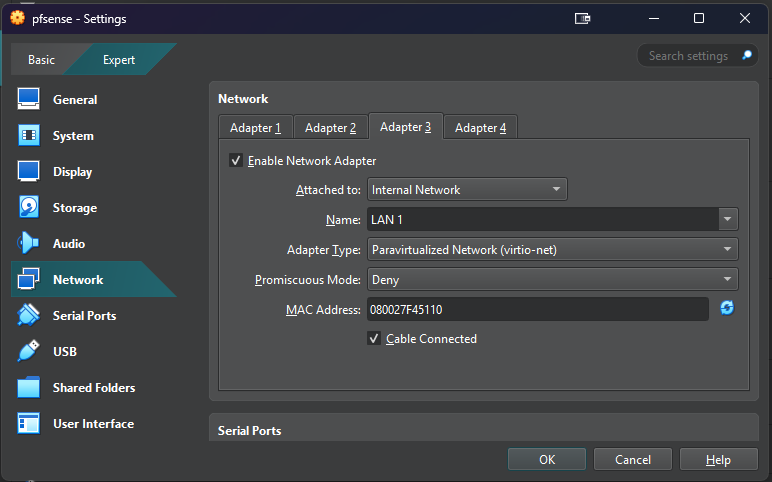 pfsense - Settings
Basic Expert Search settings
General
System
Display
Storage
Audio
Network
Serial Ports
USB
Shared Folders
User Interface
Network
Adapter 1 Adapter 2 Adapter 3 Adapter 4
Enable Network Adapter
Attached to: Internal Network
Name: LAN 1
Adapter Type: Paravirtualized Network (virtio-net)
Promiscuous Mode: Deny
MAC Address: 080027F45110
Cable Connected
Serial Ports
OK Cancel Help